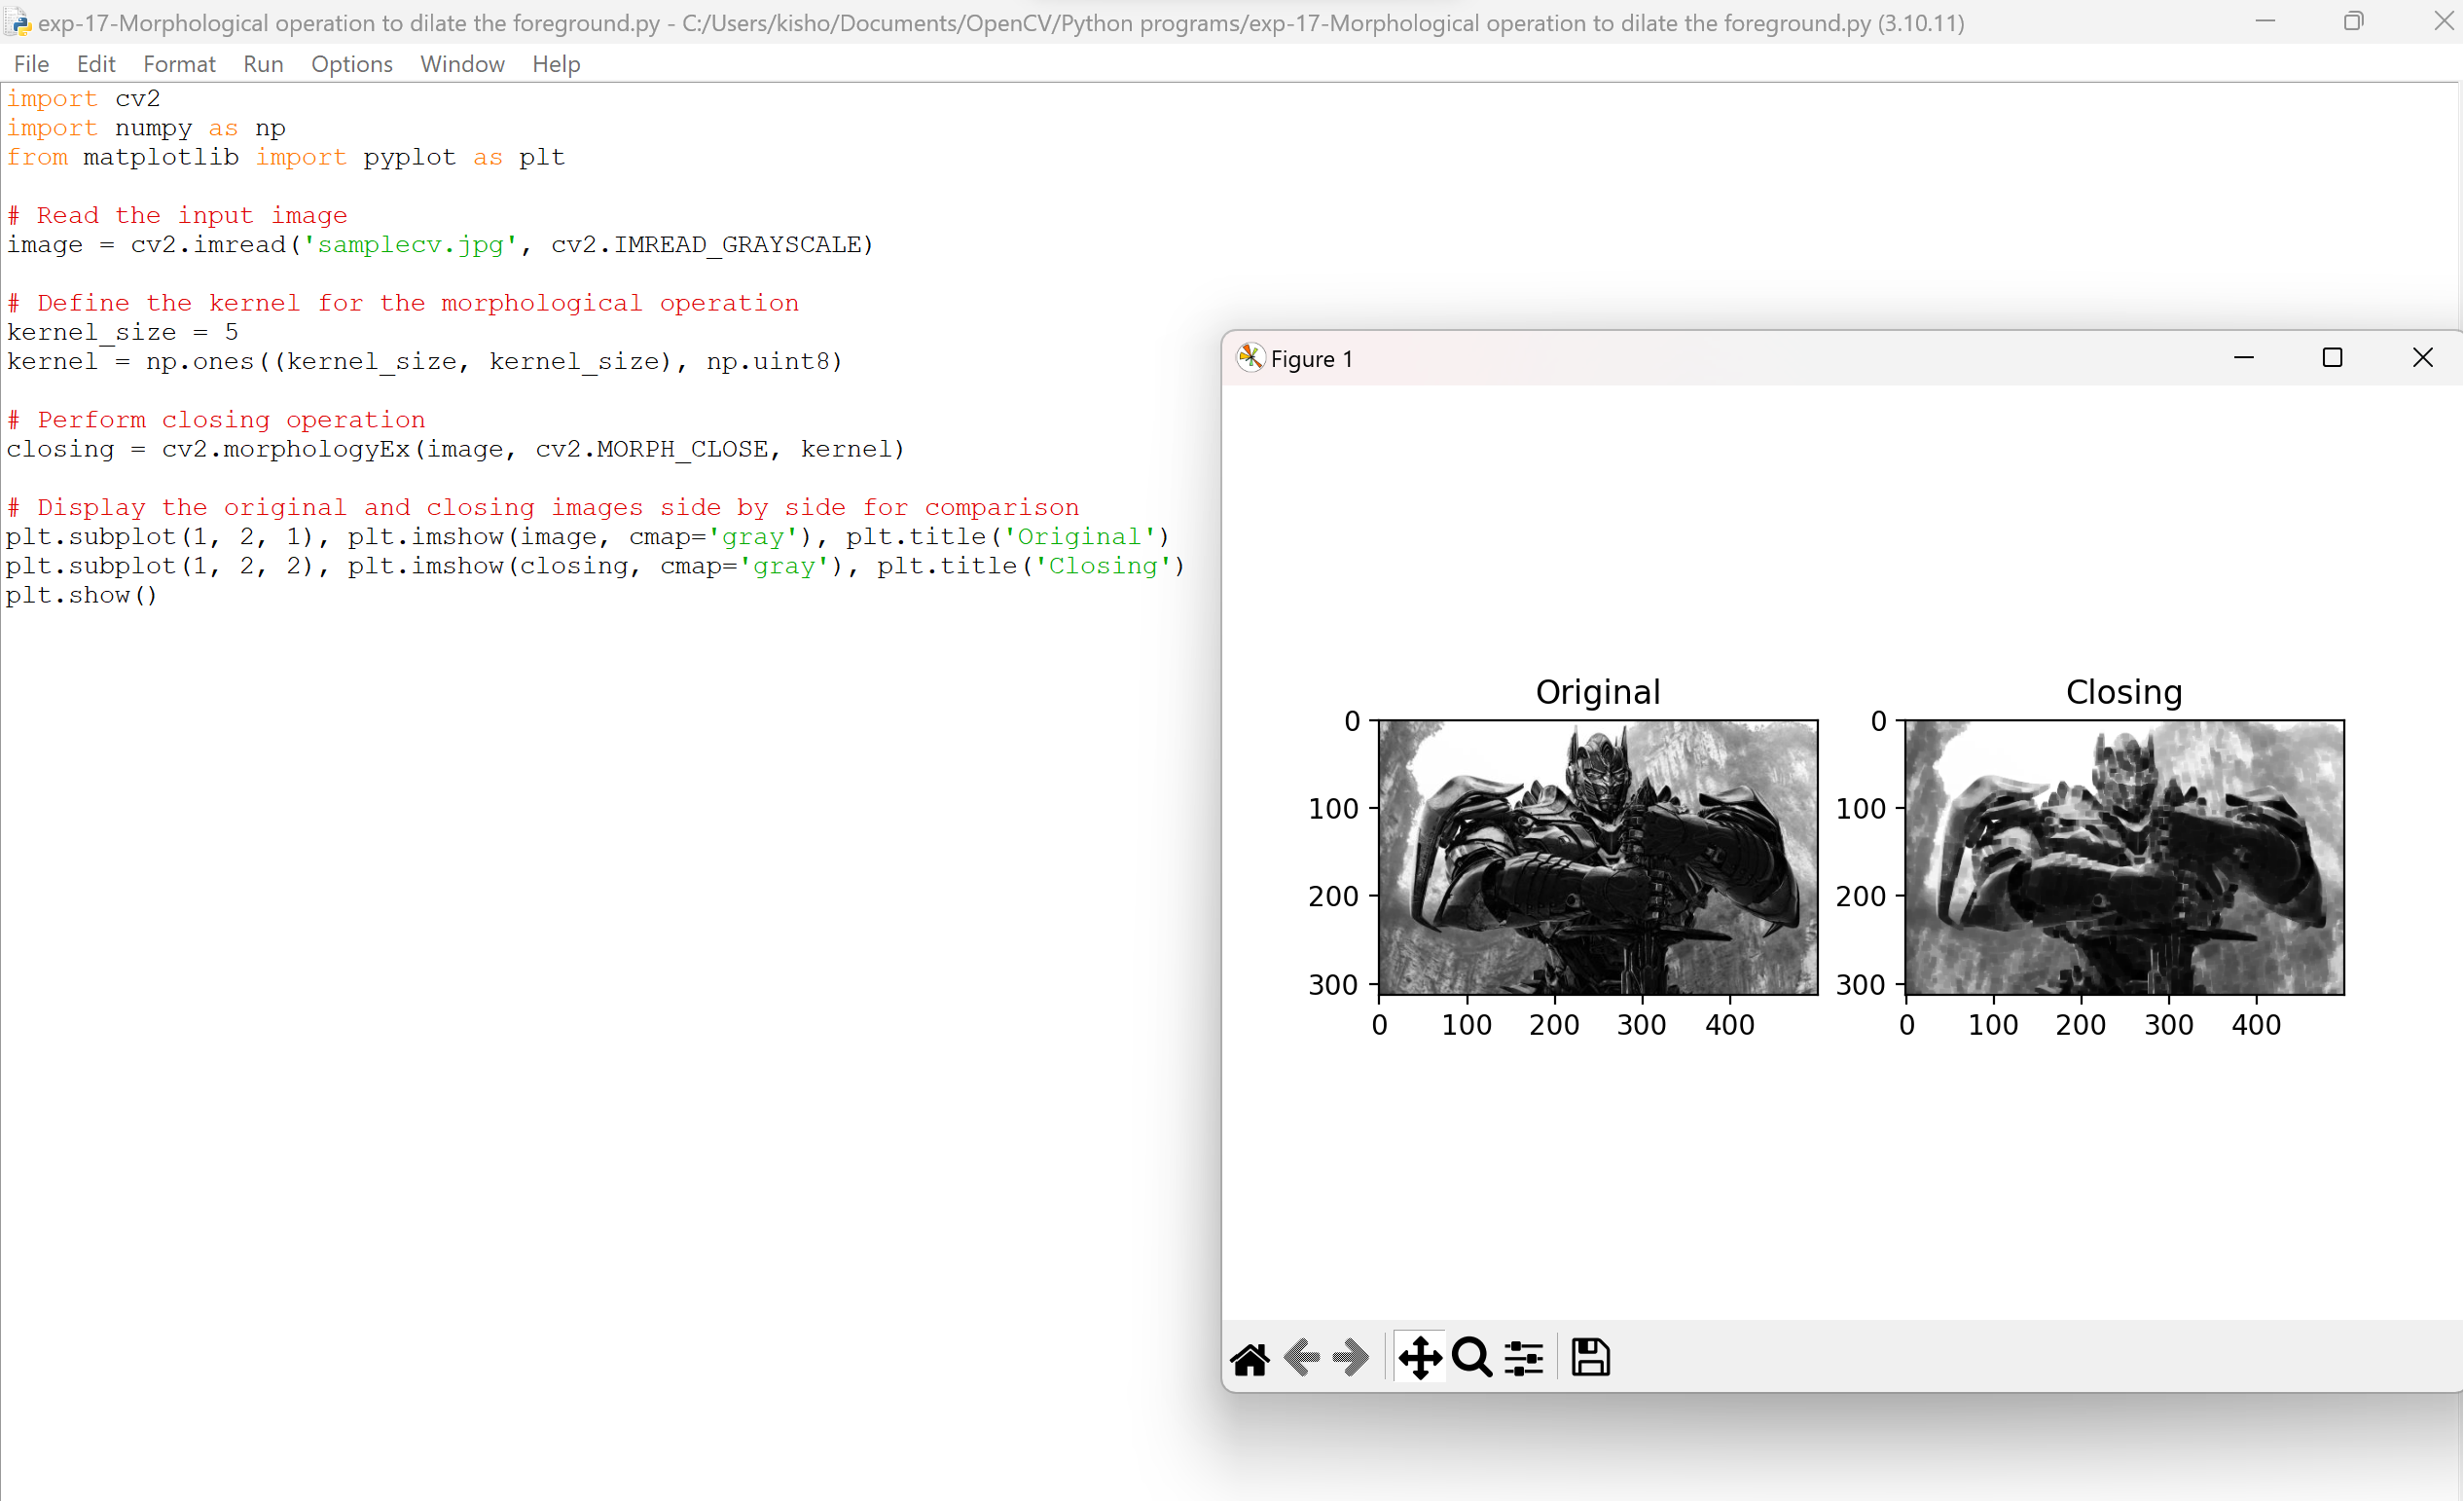 exp-17-Morphological operation to dilate the foreground.py - C:/Users/kisho/Documents/OpenCV/Python programs/exp-17-Morphological operation to dilate the foreground.py (3.10.11)
File Edit Format Run Options Window Help
import cv2
import numpy as np
from matplotlib import pyplot as plt
# Read the input image
image = cv2.imread('samplecv.jpg', cv2.IMREAD_GRAYSCALE)
# Define the kernel for the morphological operation
kernel_size = 5
kernel = np.ones((kernel_size, kernel_size), np.uint8)
# Perform closing operation
closing = cv2.morphologyEx(image, cv2.MORPH_CLOSE, kernel)
# Display the original and closing images side by side for comparison
plt.subplot(1, 2, 1), plt.imshow(image, cmap='gray'), plt.title('Original')
plt.subplot(1, 2, 2), plt.imshow(closing, cmap='gray'), plt.title('Closing')
plt.show()
Figure 1
Original
0
100
200
300
0 100 200 300 400
Closing
0
100
200
300
0 100 200 300 400